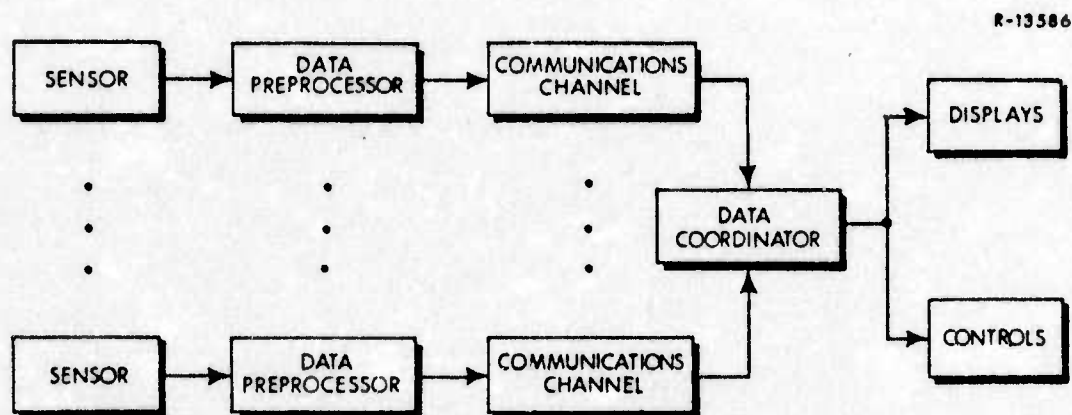 R-13586
SENSOR
DATA
PREPROCESSOR
COMMUNICATIONS
CHANNEL
DISPLAYS
DATA
COORDINATOR
CONTROLS
SENSOR
DATA
PREPROCESSOR
COMMUNICATIONS
CHANNEL